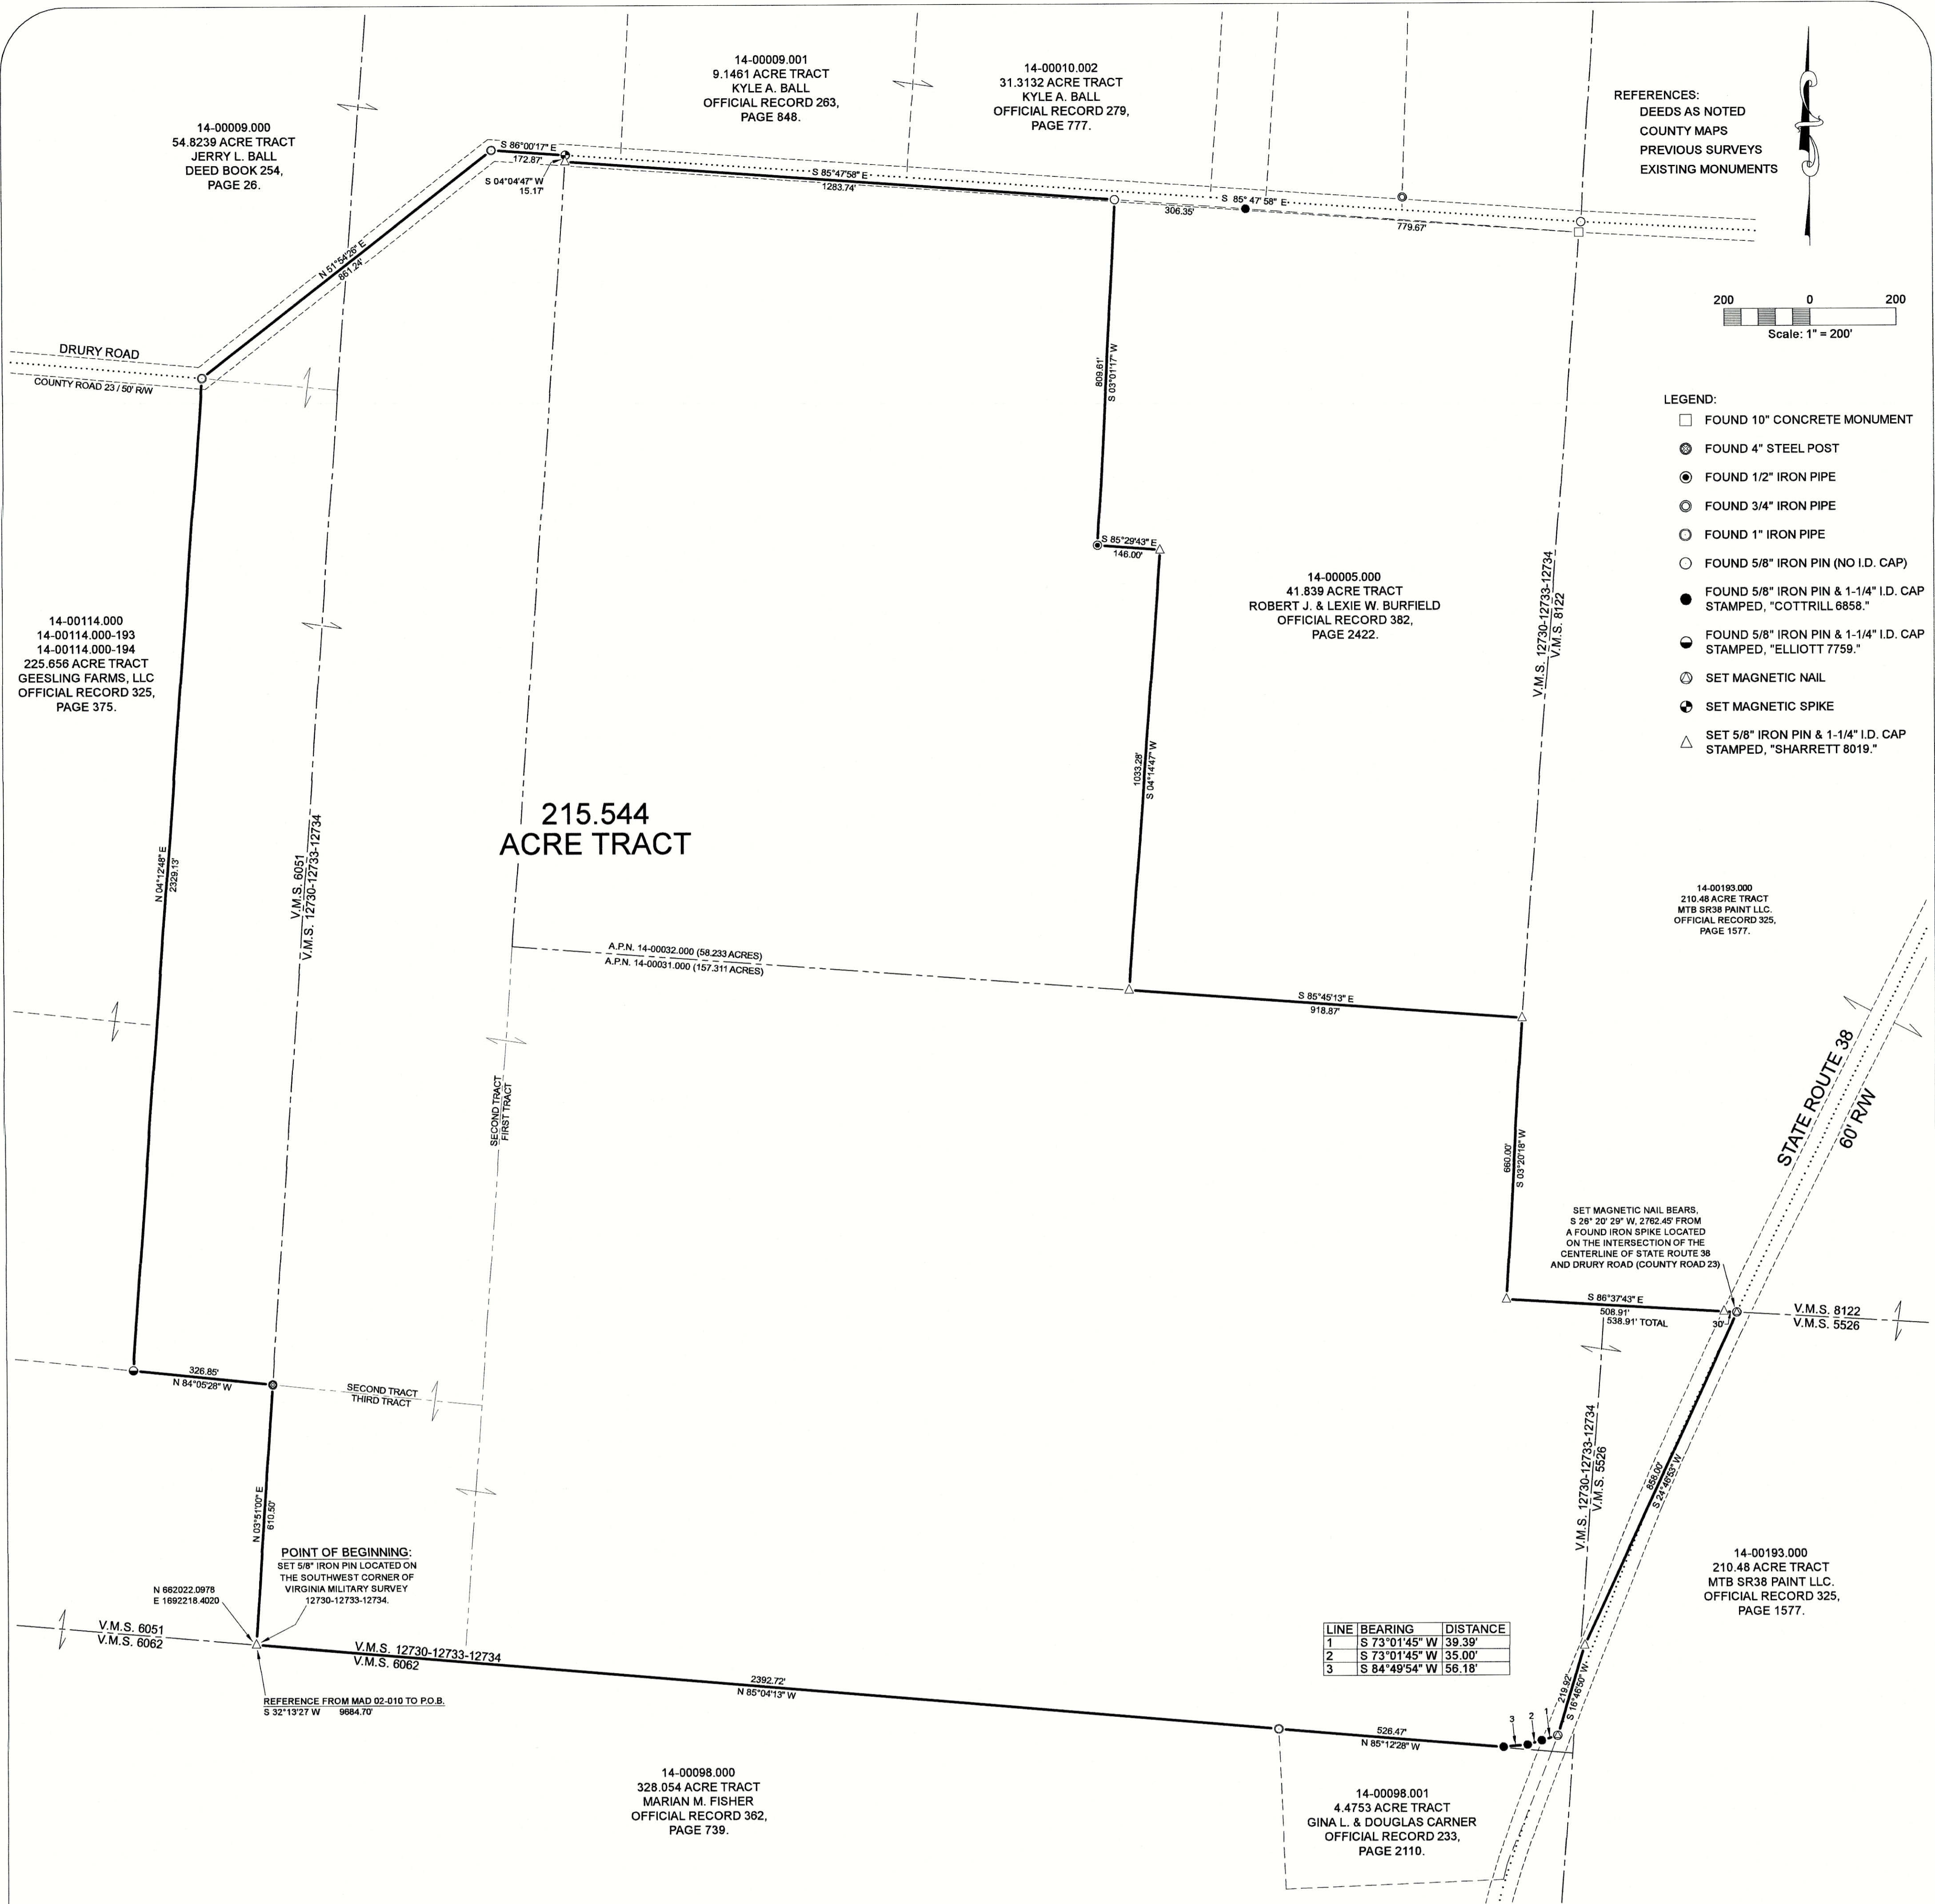 14-00009.000
54.8239 ACRE TRACT
JERRY L. BALL
DEED BOOK 254,
PAGE 26.
14-00009.001
9.1461 ACRE TRACT
KYLE A. BALL
OFFICIAL RECORD 263,
PAGE 848.
14-00010.002
31.3132 ACRE TRACT
KYLE A. BALL
OFFICIAL RECORD 279,
PAGE 777.
REFERENCES:
DEEDS AS NOTED
COUNTY MAPS
PREVIOUS SURVEYS
EXISTING MONUMENTS
S 86°00'17" E
172.87'
S 04°04'47" W
15.17'
S 85°47'58" E
1283.74'
S 85° 47' 58" E
306.35'
779.67'
N 51°54'26" E
861.24'
200 0 200
Scale: 1" = 200'
DRURY ROAD
COUNTY ROAD 23 / 50' R/W
809.61'
S 03°01'17" W
S 85°29'43" E
146.00'
LEGEND:
FOUND 10" CONCRETE MONUMENT
FOUND 4" STEEL POST
FOUND 1/2" IRON PIPE
FOUND 3/4" IRON PIPE
FOUND 1" IRON PIPE
FOUND 5/8" IRON PIN (NO I.D. CAP)
FOUND 5/8" IRON PIN & 1-1/4" I.D. CAP
STAMPED, "COTTRILL 6858."
FOUND 5/8" IRON PIN & 1-1/4" I.D. CAP
STAMPED, "ELLIOTT 7759."
SET MAGNETIC NAIL
SET MAGNETIC SPIKE
SET 5/8" IRON PIN & 1-1/4" I.D. CAP
STAMPED, "SHARRETT 8019."
14-00005.000
41.839 ACRE TRACT
ROBERT J. & LEXIE W. BURFIELD
OFFICIAL RECORD 382,
PAGE 2422.
V.M.S. 12730-12733-12734
V.M.S. 8122
14-00114.000
14-00114.000-193
14-00114.000-194
225.656 ACRE TRACT
GEESLING FARMS, LLC
OFFICIAL RECORD 325,
PAGE 375.
1033.28'
S 04°14'47" W
215.544
ACRE TRACT
N 04°12'48" E
2329.13'
V.M.S. 6051
V.M.S. 12730-12733-12734
14-00193.000
210.48 ACRE TRACT
MTB SR38 PAINT LLC.
OFFICIAL RECORD 325,
PAGE 1577.
A.P.N. 14-00032.000 (58.233 ACRES)
A.P.N. 14-00031.000 (157.311 ACRES)
S 85°45'13" E
918.87'
SECOND TRACT
FIRST TRACT
STATE ROUTE 38
60' R/W
660.00'
S 03°20'18" W
SET MAGNETIC NAIL BEARS,
S 26° 20' 29" W, 2762.45' FROM
A FOUND IRON SPIKE LOCATED
ON THE INTERSECTION OF THE
CENTERLINE OF STATE ROUTE 38
AND DRURY ROAD (COUNTY ROAD 23)
S 86°37'43" E
508.91'
538.91' TOTAL
30'
V.M.S. 8122
V.M.S. 5526
326.85'
N 84°05'28" W
SECOND TRACT
THIRD TRACT
V.M.S. 12730-12733-12734
V.M.S. 5526
858.00'
S 24°46'53" W
N 03°51'00" E
610.50'
POINT OF BEGINNING:
SET 5/8" IRON PIN LOCATED ON
THE SOUTHWEST CORNER OF
VIRGINIA MILITARY SURVEY
12730-12733-12734.
N 662022.0978
E 1692218.4020
V.M.S. 6051
V.M.S. 6062
V.M.S. 12730-12733-12734
V.M.S. 6062
REFERENCE FROM MAD 02-010 TO P.O.B.
S 32°13'27 W 9684.70'
2392.72'
N 85°04'13" W
14-00193.000
210.48 ACRE TRACT
MTB SR38 PAINT LLC.
OFFICIAL RECORD 325,
PAGE 1577.
LINE BEARING DISTANCE
1 S 73°01'45" W 39.39'
2 S 73°01'45" W 35.00'
3 S 84°49'54" W 56.18'
219.92'
S 16°46'50" W
3 2 1
526.47'
N 85°12'28" W
14-00098.000
328.054 ACRE TRACT
MARIAN M. FISHER
OFFICIAL RECORD 362,
PAGE 739.
14-00098.001
4.4753 ACRE TRACT
GINA L. & DOUGLAS CARNER
OFFICIAL RECORD 233,
PAGE 2110.